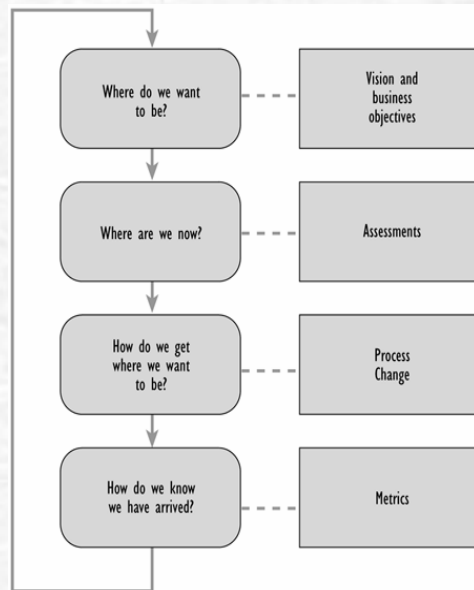 Where do we want
to be?
Vision and
business
objectives
Where are we now?
Assessments
How do we get
where we want
to be?
Process
Change
How do we know
we have arrived?
Metrics